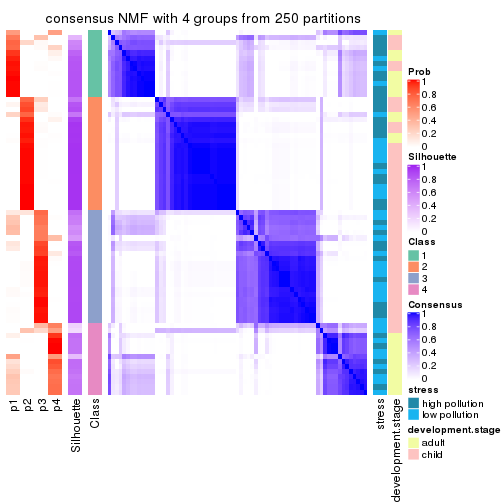 consensus NMF with 4 groups from 250 partitions
Prob
1
0.8
0.6
0.4
0.2
0
Silhouette
1
0.8
0.6
0.4
0.2
0
Class
1
2
3
4
Consensus
1
0.8
0.6
0.4
0.2
0
stress
high pollution
low pollution
development.stage
adult
child
p1
p2
p3
p4
Silhouette
Class
stress
development.stage